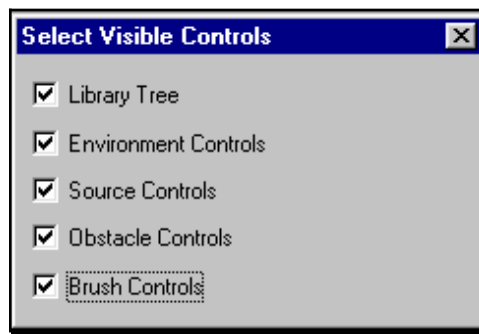 Select Visible Controls
Library Tree
Environment Controls
Source Controls
Obstacle Controls
Brush Controls